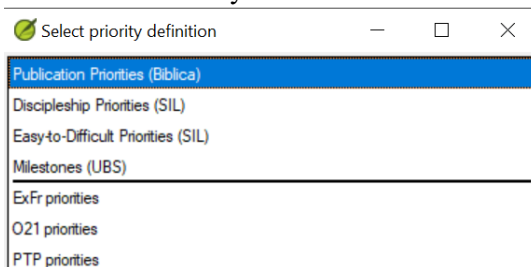 Select priority definition
Publication Priorities (Biblica)
Discipleship Priorities (SIL)
Easy-to-Difficult Priorities (SIL)
Milestones (UBS)
ExFr priorities
O21 priorities
PTP priorities